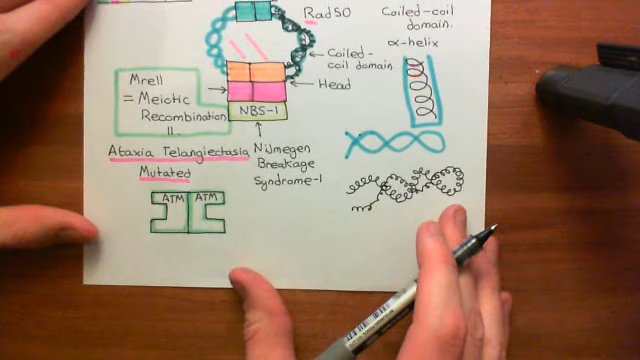 Rad50
Coiled-coil
domain.
α-helix
Coiled-
coil domain
Head
Mre11
= Meiotic
Recombination
11
NBS-1
Ataxia Telangiectasia
Mutated
Nijmegen
Breakage
Syndrome-1
ATM ATM